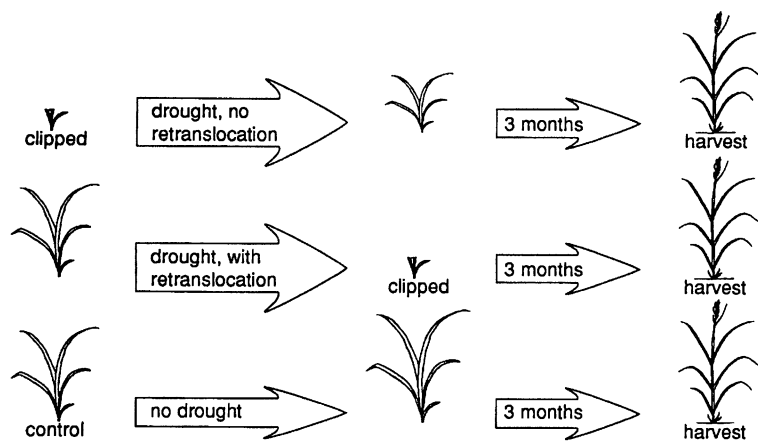 clipped
drought, no
retranslocation
3 months
harvest
drought, with
retranslocation
clipped
3 months
harvest
control
no drought
3 months
harvest